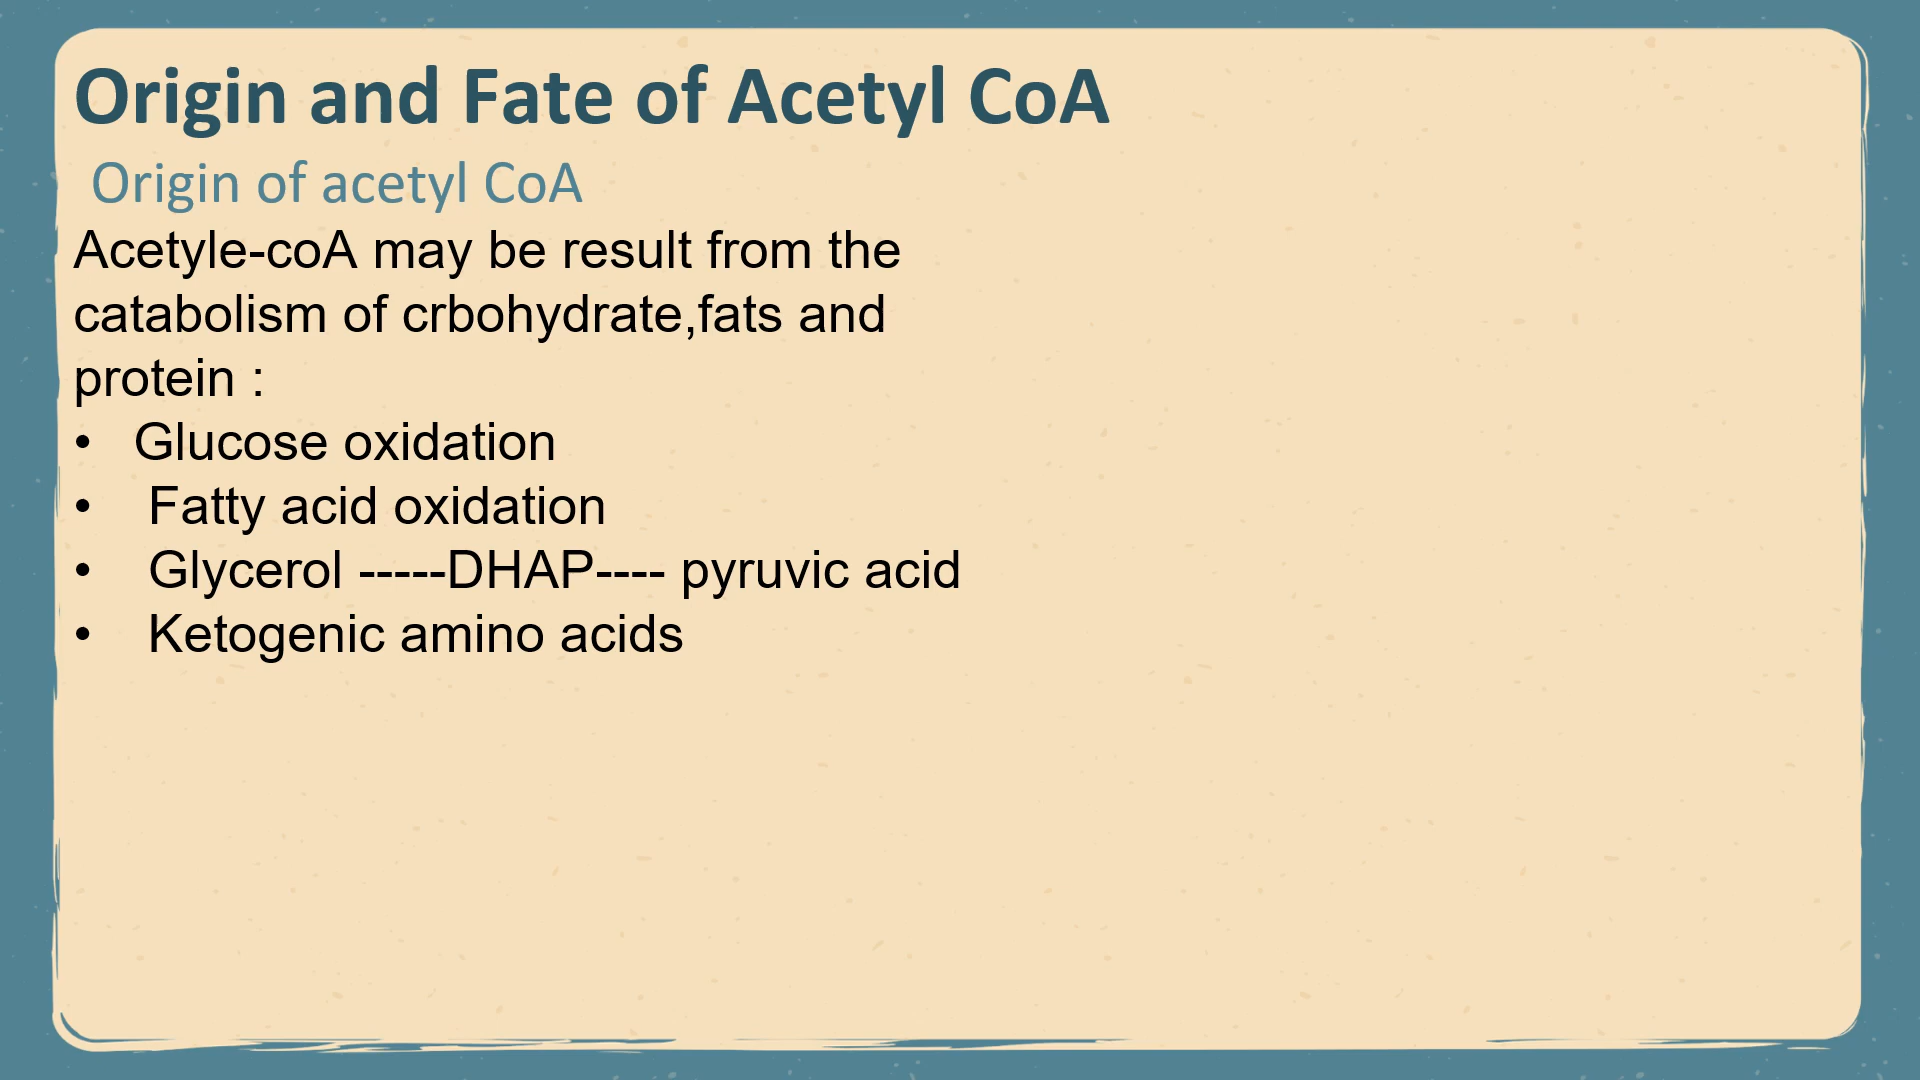 Origin and Fate of Acetyl CoA
Origin of acetyl CoA
Acetyle-coA may be result from the
catabolism of crbohydrate,fats and
protein :
• Glucose oxidation
• Fatty acid oxidation
• Glycerol -----DHAP---- pyruvic acid
• Ketogenic amino acids